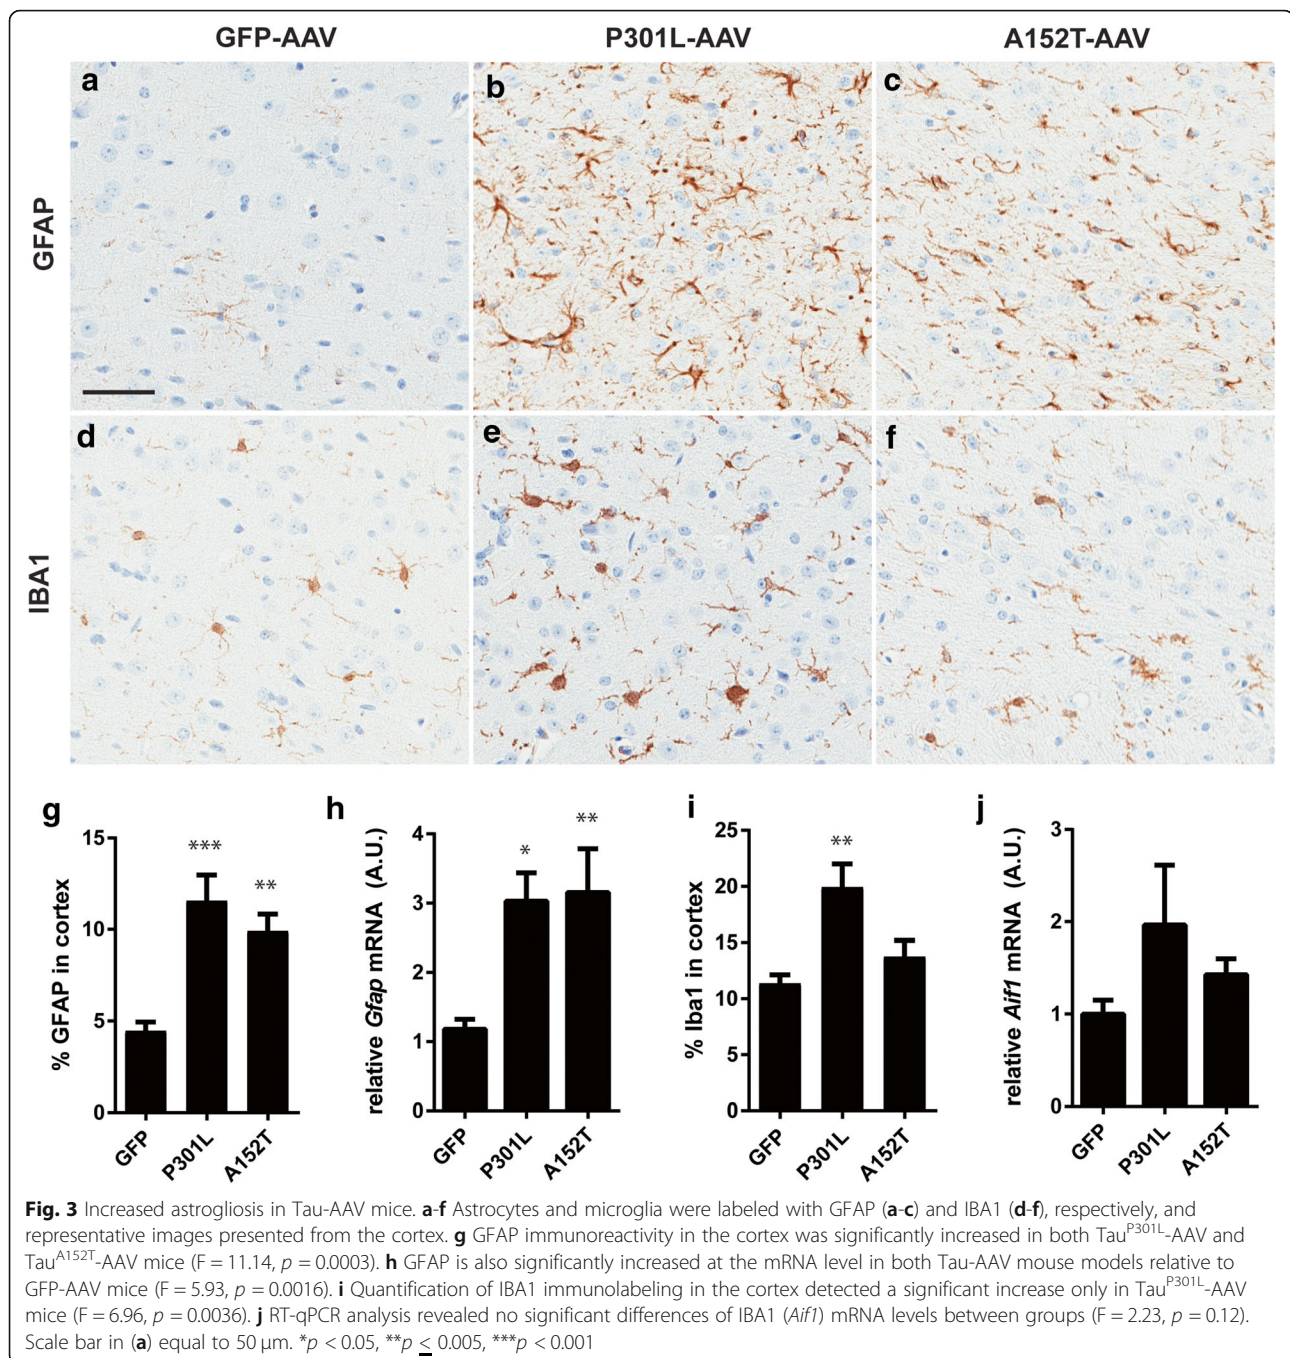 GFP-AAV P301L-AAV A152T-AAV
GFAP
a b c
IBA1
d e f
g
% GFAP in cortex
15
10
5
0
*** **
GFP P301L A152T
h
relative Gfap mRNA (A.U.)
4
3
2
1
0
* **
GFP P301L A152T
i
% Iba1 in cortex
25
20
15
10
5
0
**
GFP P301L A152T
j
relative Aif1 mRNA (A.U.)
3
2
1
0
GFP P301L A152T
Fig. 3 Increased astrogliosis in Tau-AAV mice. a-f Astrocytes and microglia were labeled with GFAP (a-c) and IBA1 (d-f), respectively, and
representative images presented from the cortex. g GFAP immunoreactivity in the cortex was significantly increased in both Tau^P301L-AAV and
Tau^A152T-AAV mice (F = 11.14, p = 0.0003). h GFAP is also significantly increased at the mRNA level in both Tau-AAV mouse models relative to
GFP-AAV mice (F = 5.93, p = 0.0016). i Quantification of IBA1 immunolabeling in the cortex detected a significant increase only in Tau^P301L-AAV
mice (F = 6.96, p = 0.0036). j RT-qPCR analysis revealed no significant differences of IBA1 (Aif1) mRNA levels between groups (F = 2.23, p = 0.12).
Scale bar in (a) equal to 50 μm. *p < 0.05, **p ≤ 0.005, ***p < 0.001